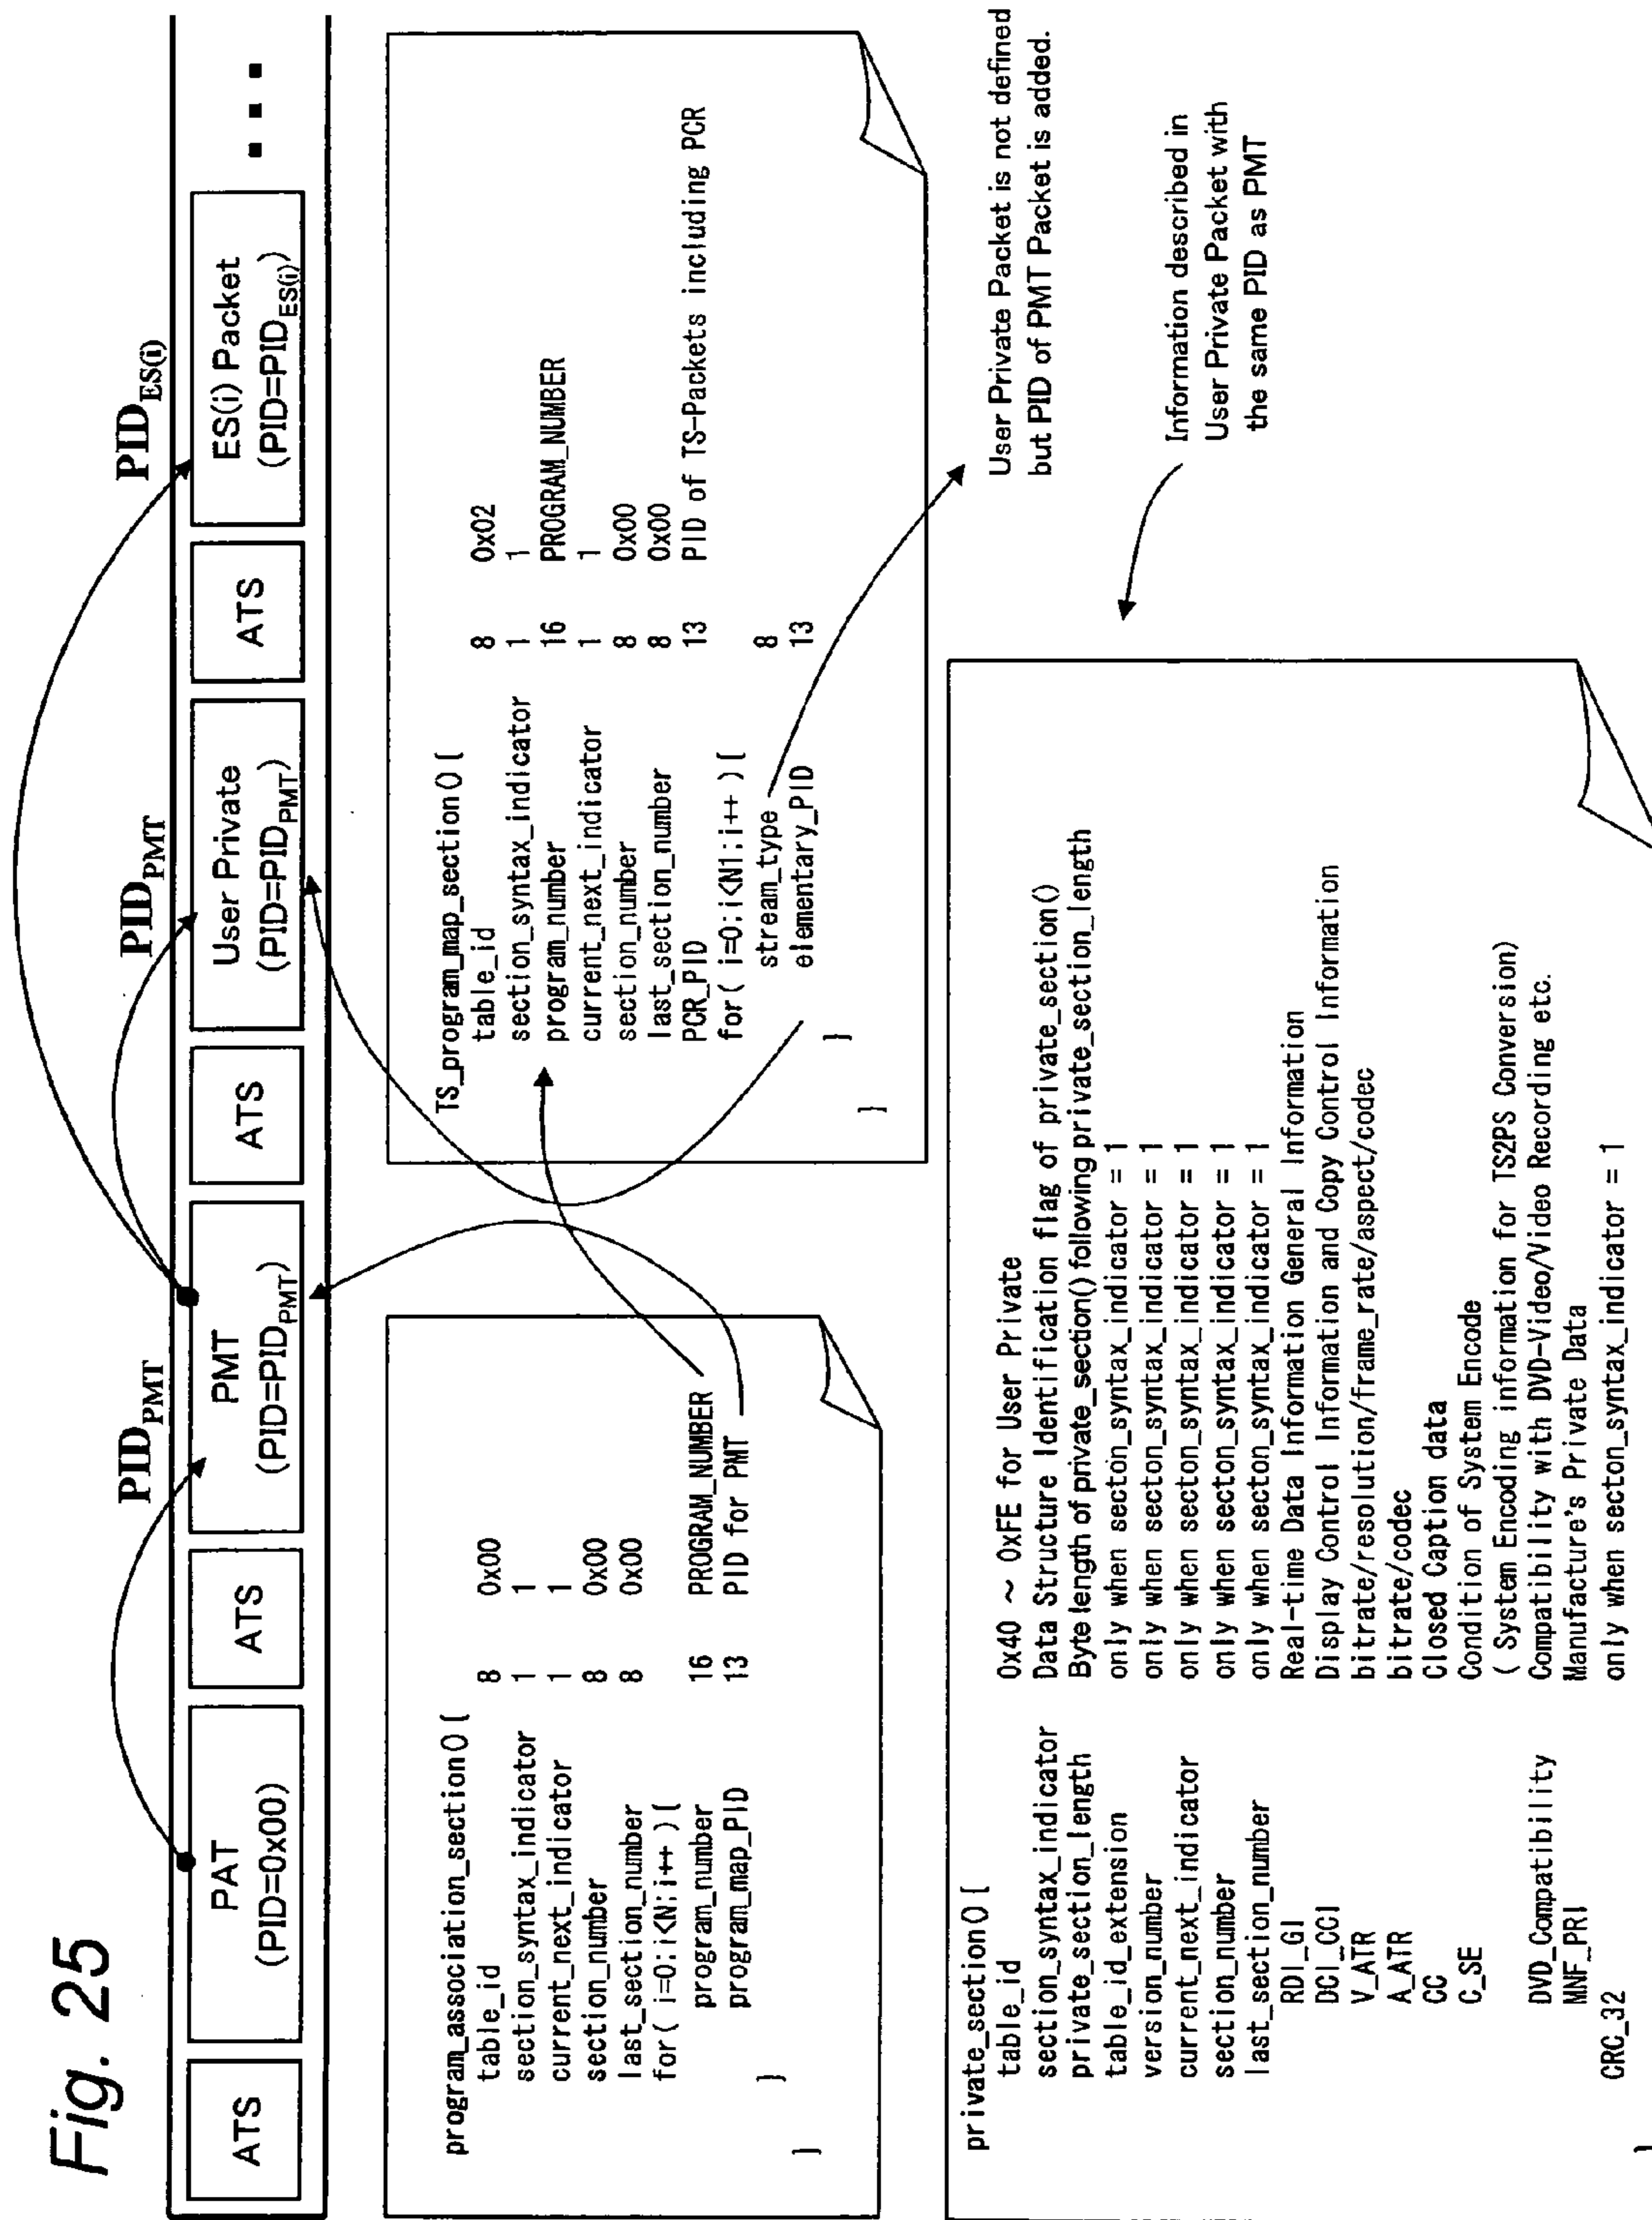 Fig. 25
PID_PMT
PID_PMT
PID_ES(i)
ATS
PAT
(PID=0x00)
ATS
PMT
(PID=PID_PMT)
ATS
User Private
(PID=PID_PMT)
ATS
ES(i) Packet
(PID=PID_ES(i))
...
program_association_section() {
table_id 8 0x00
section_syntax_indicator 1 1
current_next_indicator 1 1
section_number 8 0x00
last_section_number 8 0x00
for( i=0;i<N;i++ ) {
program_number 16 PROGRAM_NUMBER
program_map_PID 13 PID for PMT
}
}
TS_program_map_section() {
table_id 8 0x02
section_syntax_indicator 1 1
program_number 16 PROGRAM_NUMBER
current_next_indicator 1 1
section_number 8 0x00
last_section_number 8 0x00
PCR_PID 13 PID of TS-Packets including PCR
for( i=0;i<N1;i++ ) {
stream_type 8
elementary_PID 13
}
}
User Private Packet is not defined
but PID of PMT Packet is added.
Information described in
User Private Packet with
the same PID as PMT
private_section() {
table_id 0x40 ~ 0xFE for User Private
section_syntax_indicator Data Structure Identification flag of private_section()
private_section_length Byte length of private_section() following private_section_length
table_id_extension only when secton_syntax_indicator = 1
version_number only when secton_syntax_indicator = 1
current_next_indicator only when secton_syntax_indicator = 1
section_number only when secton_syntax_indicator = 1
last_section_number only when secton_syntax_indicator = 1
RDI_GI Real-time Data Information General Information
DCI_CCI Display Control Information and Copy Control Information
V_ATR bitrate/resolution/frame_rate/aspect/codec
A_ATR bitrate/codec
CC Closed Caption data
C_SE Condition of System Encode
( System Encoding information for TS2PS Conversion)
DVD_Compatibility Compatibility with DVD-Video/Video Recording etc.
MNF_PRI Manufacture's Private Data
CRC_32 only when secton_syntax_indicator = 1
}